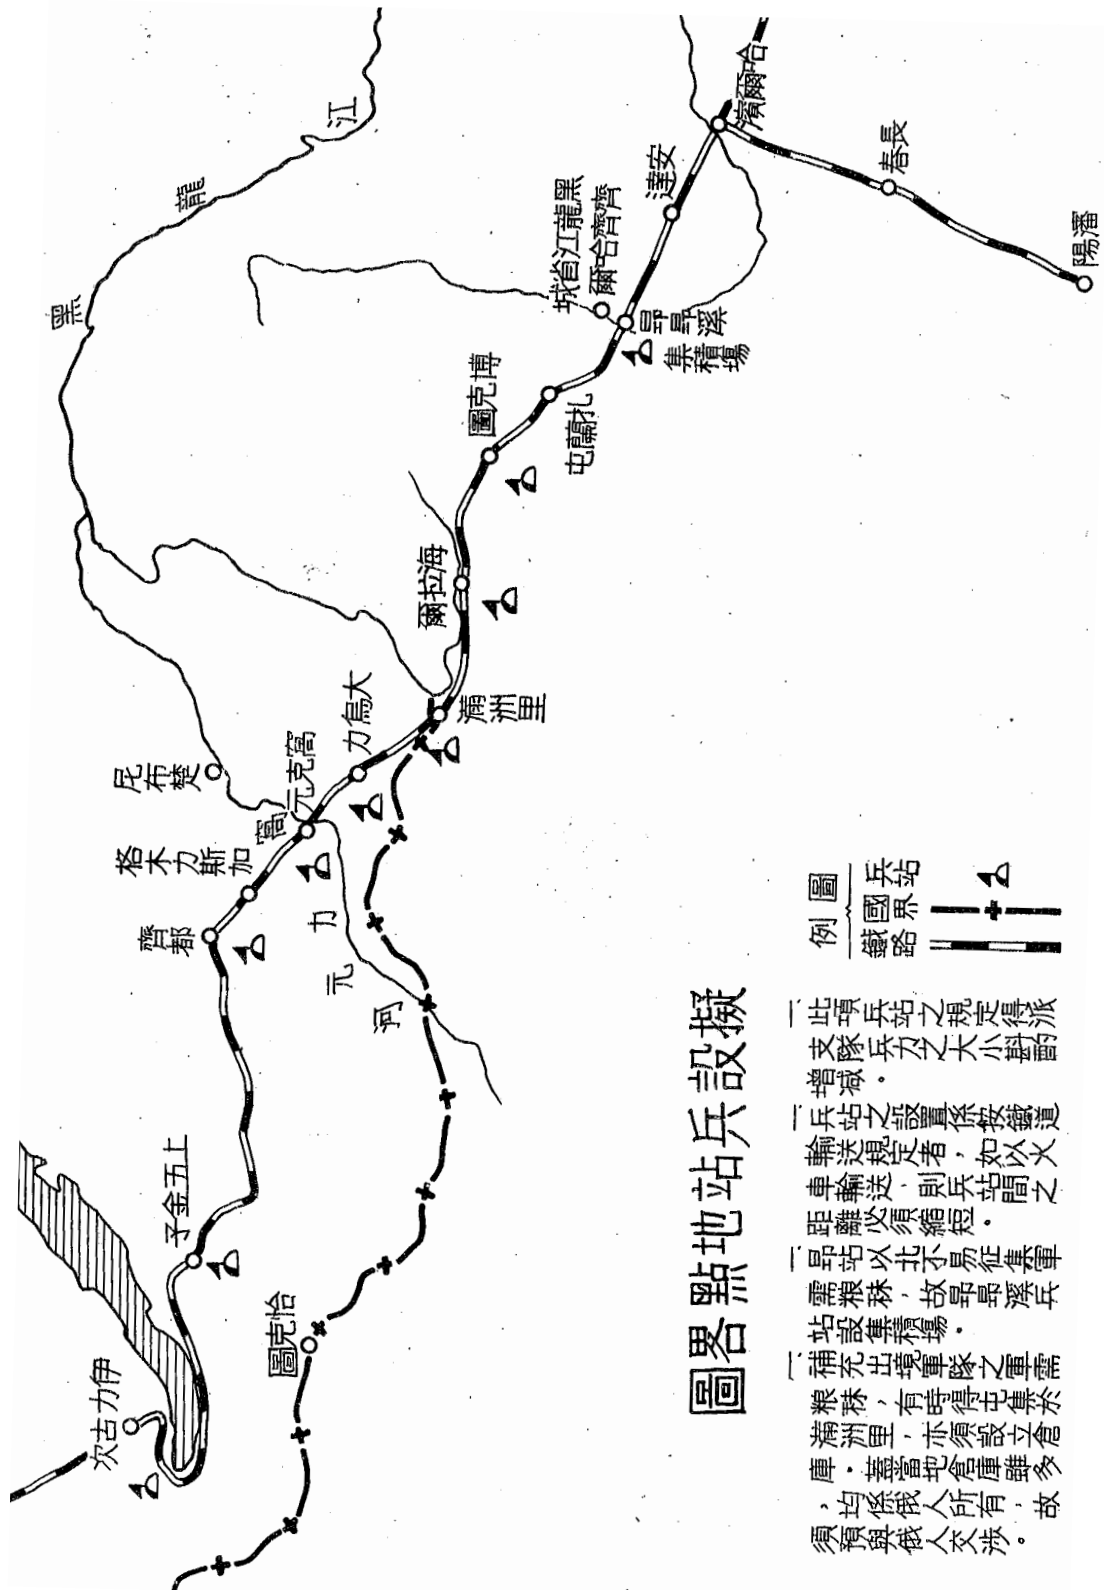 擬設兵站地點畧圖
圖例
兵站
國界
鐵路
一、此項兵站之規定得派
支隊兵力之大小斟酌
增減。
一、兵站之設置係按鐵道
輸送規定者，如以火
車輸送，則兵站間之
距離必須縮短。
一、昂站以北不易征集軍
需粮秣，故昂昂溪兵
站設集積場。
一、補充出境軍隊之軍需
粮秣，有時得屯集於
滿洲里，亦須設立倉
庫。蓋當地倉庫雖多
，均係俄人所有，故
須預與俄人交涉。
黑龍江
哈爾濱
長春
瀋陽
安達
黑龍江省城
齊齊哈爾
昂昂溪
集積場
扎蘭屯
博克圖
海拉爾
滿洲里
大烏力
窩克元窩
尼布楚
格木力斯加
齊都
力元河
上五金予
恰克圖
伊力古次